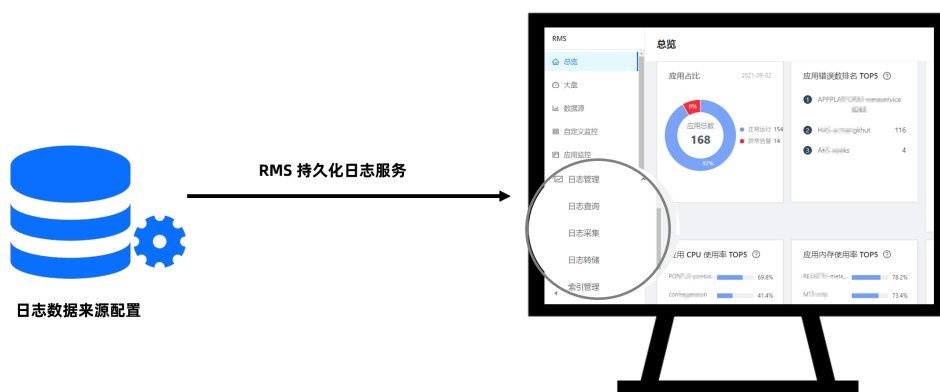 RMS 持久化日志服务
日志数据来源配置
RMS
总览
大盘
数据源
自定义监控
应用监控
日志管理
日志查询
日志采集
日志转储
索引管理
总览
应用占比
2021-09-02
8%
应用总数
168
92%
正常运行 154
异常告警 14
应用错误数排名 TOP5
1
2
116
3
4
用 CPU 使用率 TOP5
69.8%
41.4%
应用内存使用率 TOP5
78.2%
73.4%